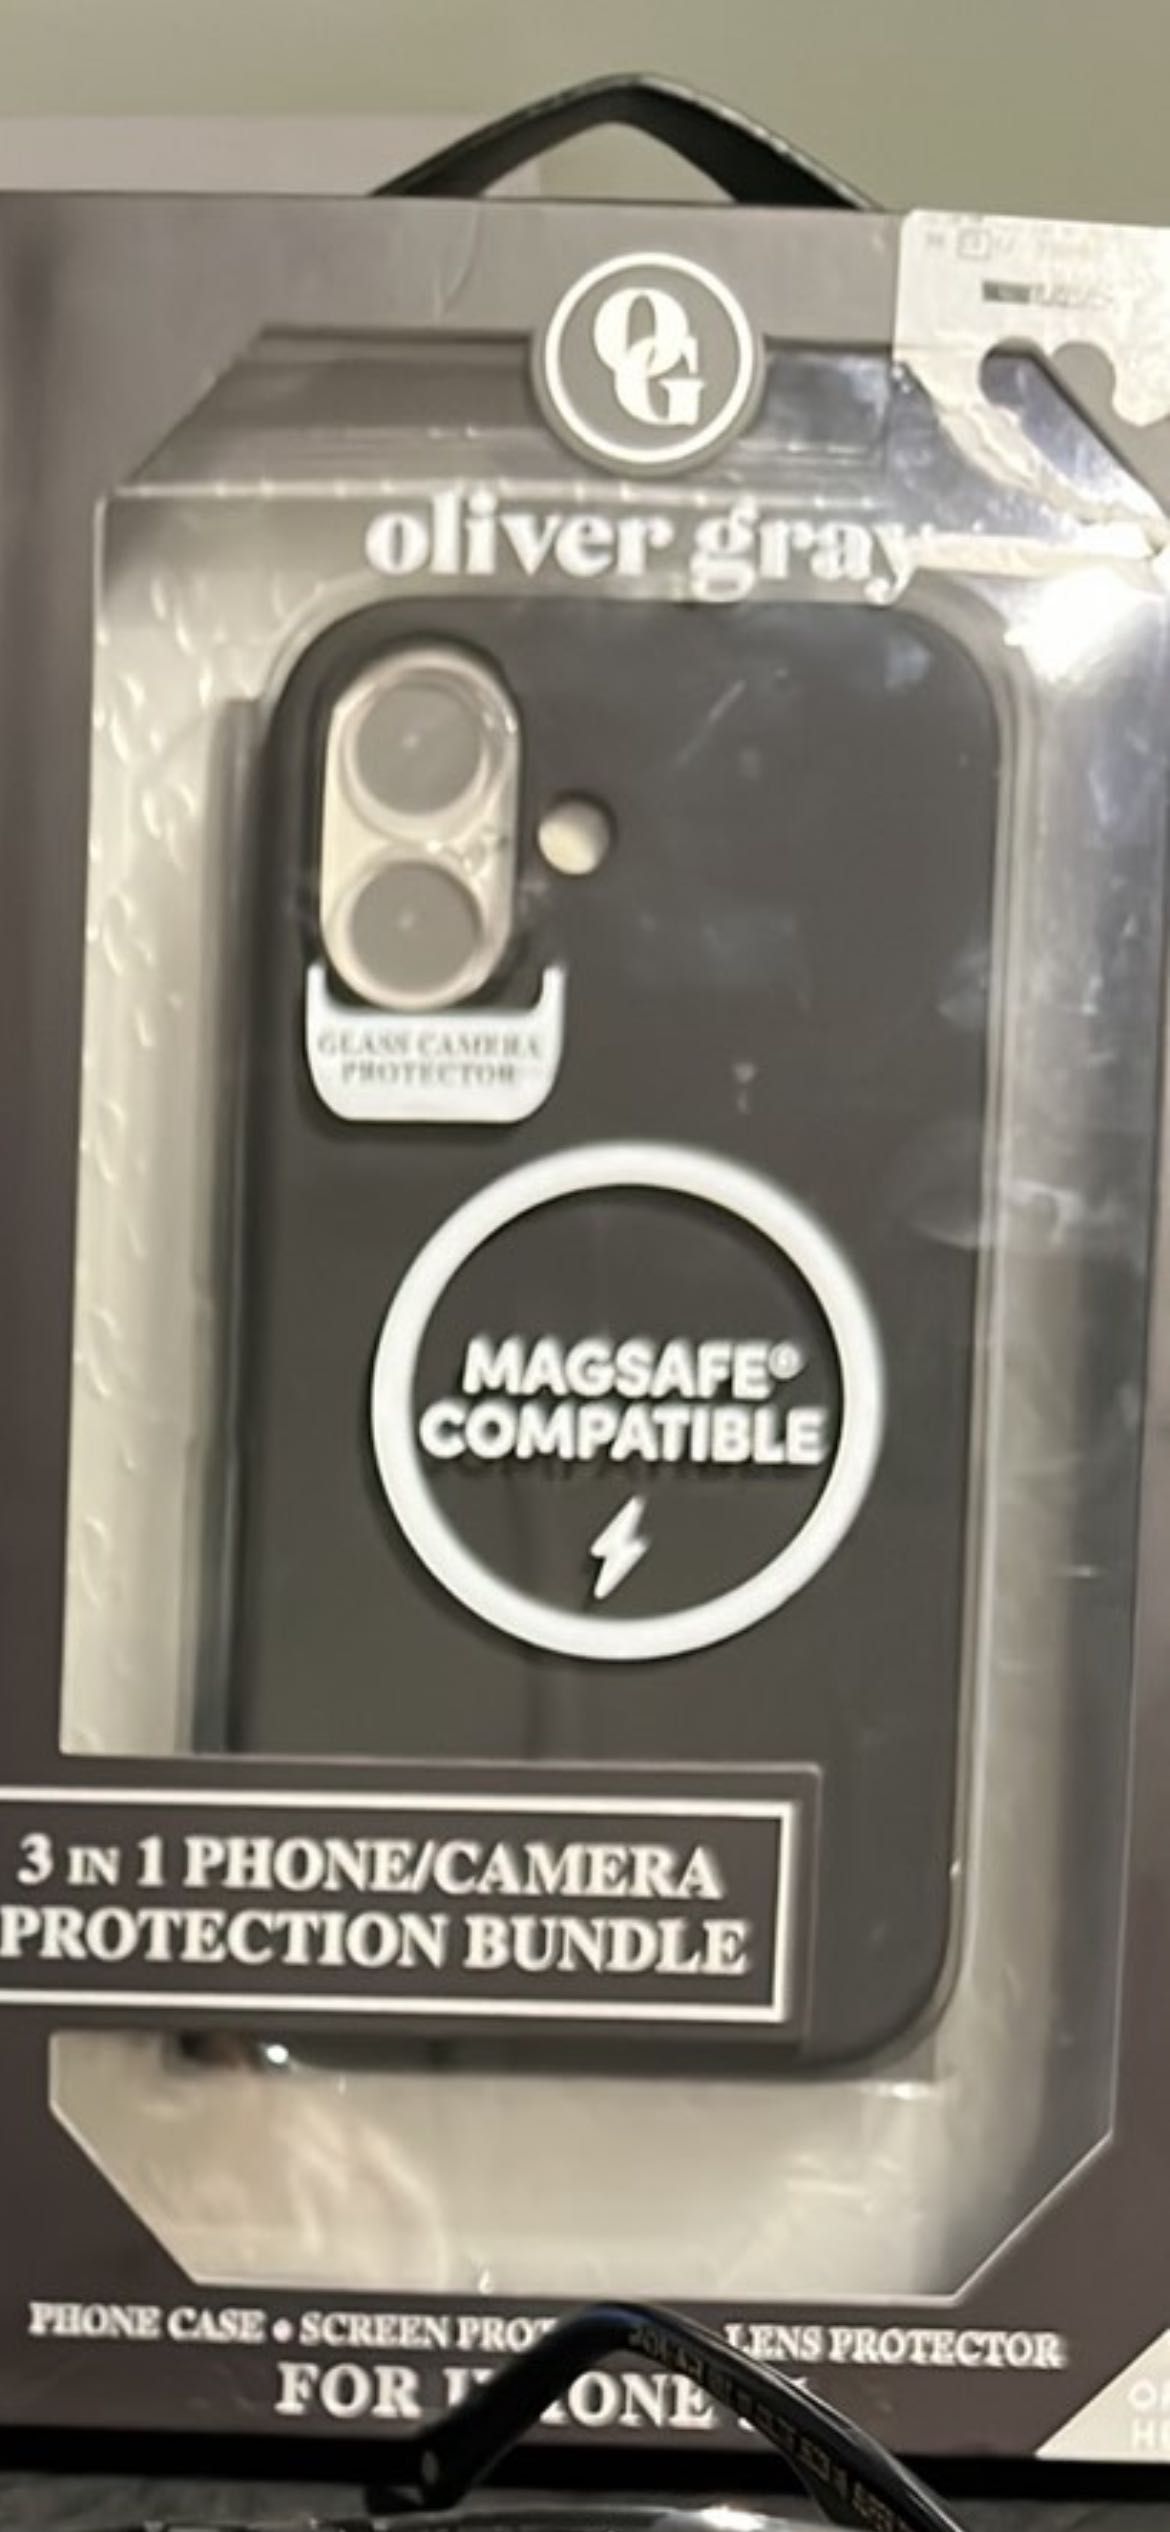 OG
oliver gray
GLASS CAMERA
PROTECTOR
MAGSAFE®
COMPATIBLE
3 IN 1 PHONE/CAMERA
PROTECTION BUNDLE
PHONE CASE • SCREEN LENS PROTECTOR
FOR